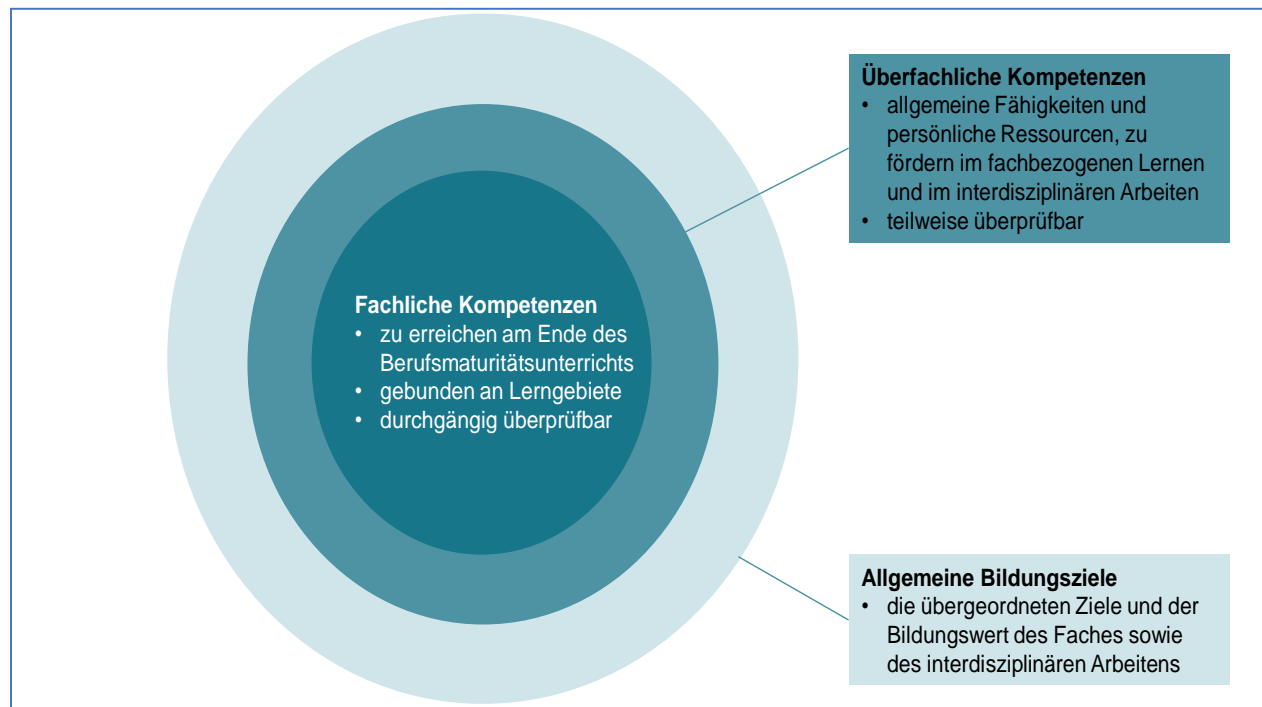 Überfachliche Kompetenzen
• allgemeine Fähigkeiten und
persönliche Ressourcen, zu
fördern im fachbezogenen Lernen
und im interdisziplinären Arbeiten
• teilweise überprüfbar
Fachliche Kompetenzen
• zu erreichen am Ende des
Berufsmaturitätsunterrichts
• gebunden an Lerngebiete
• durchgängig überprüfbar
Allgemeine Bildungsziele
• die übergeordneten Ziele und der
Bildungswert des Faches sowie
des interdisziplinären Arbeitens